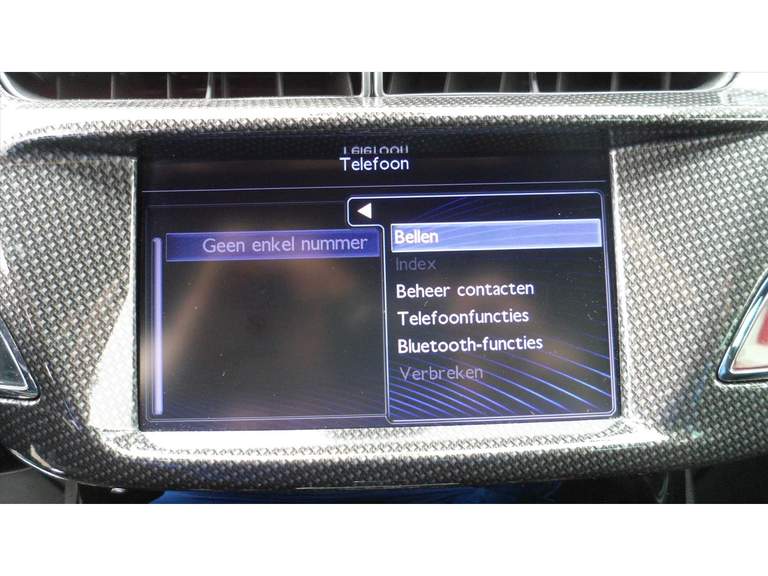 Telefoon
Geen enkel nummer
Bellen
Index
Beheer contacten
Telefoonfuncties
Bluetooth-functies
Verbreken